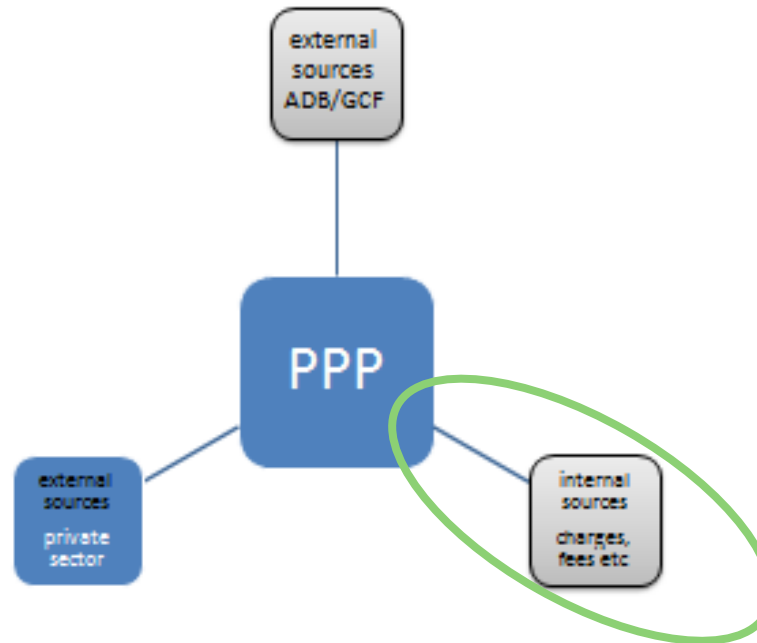 external
sources
ADB/GCF
PPP
external
sources
private
sector
internal
sources
charges,
fees etc